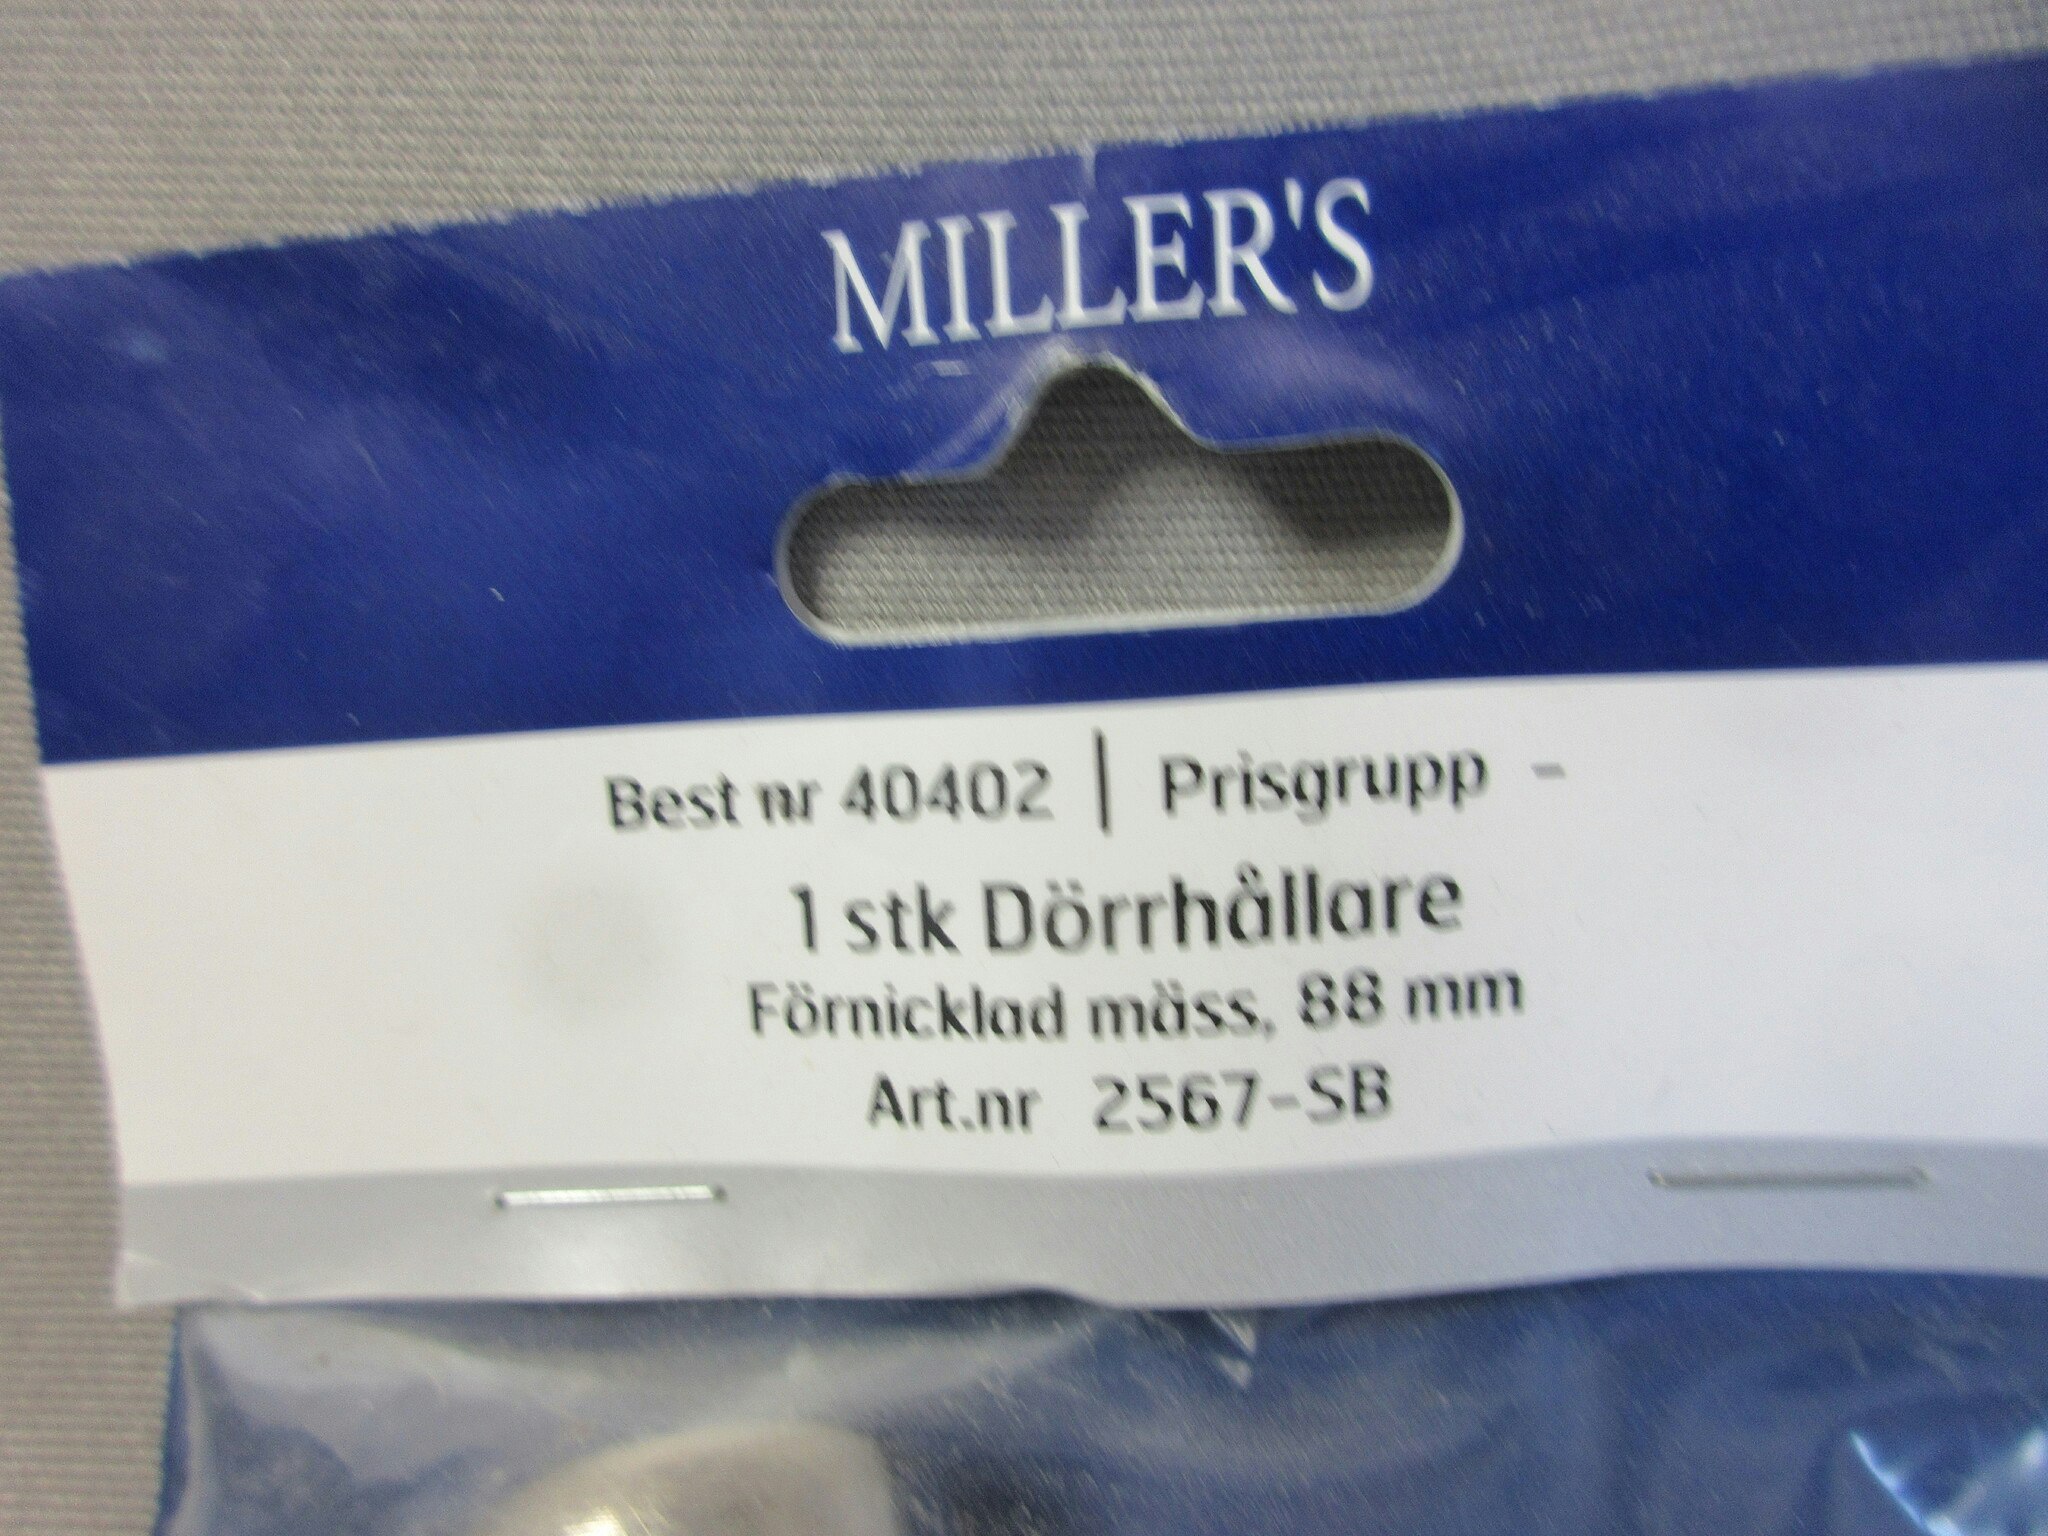 MILLER'S
Best nr 40402 | Prisgrupp -
1 stk Dörrhållare
Förnicklad mäss, 88 mm
Art.nr 2567-SB